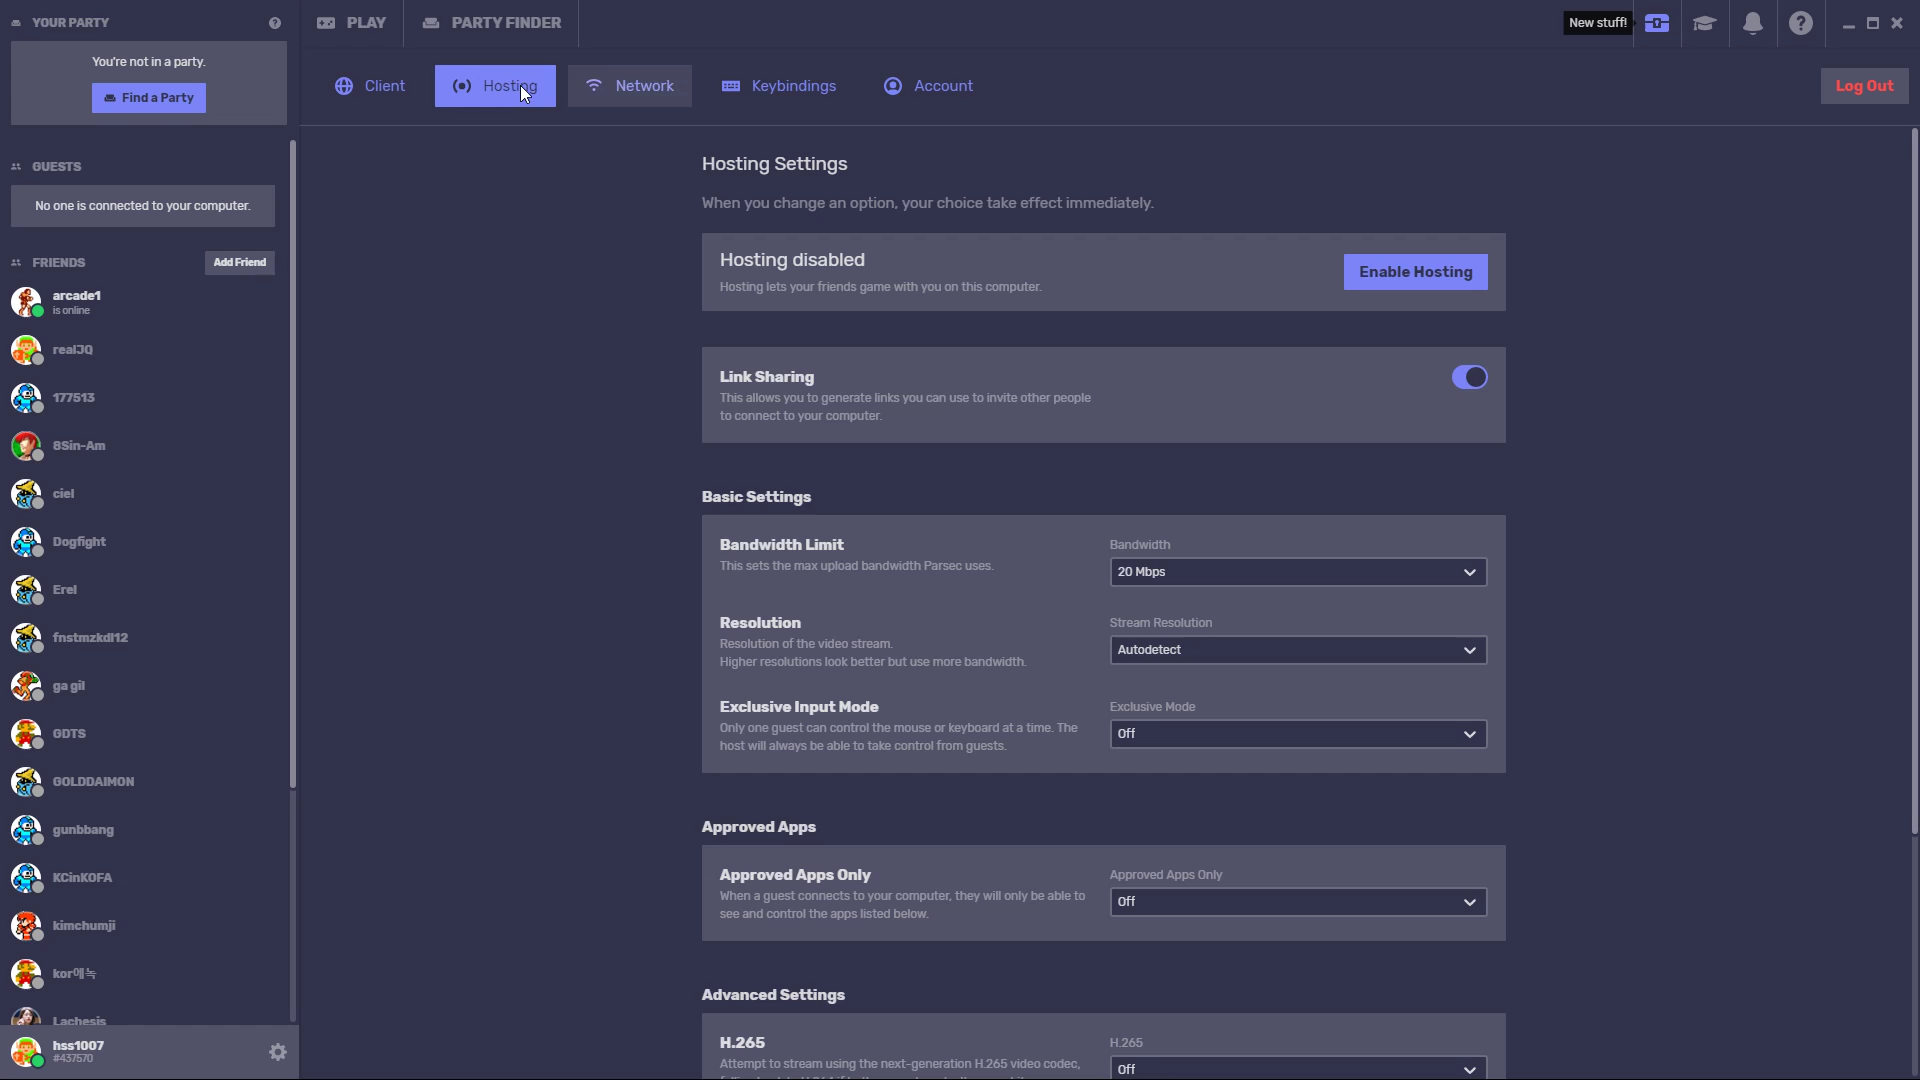 YOUR PARTY
You're not in a party.
Find a Party
GUESTS
No one is connected to your computer.
FRIENDS
Add Friend
arcade1
is online
realJQ
177513
8Sin-Am
ciel
Dogfight
Erel
fnstmzkdl12
ga gil
GDTS
GOLDDAIMON
gunbbang
KCinKOFA
kimchumji
kor에녹
Lachesis
hss1007
#437570
PLAY
PARTY FINDER
New stuff!
Client
Hosting
Network
Keybindings
Account
Log Out
Hosting Settings
When you change an option, your choice take effect immediately.
Hosting disabled
Hosting lets your friends game with you on this computer.
Enable Hosting
Link Sharing
This allows you to generate links you can use to invite other people
to connect to your computer.
Basic Settings
Bandwidth Limit
This sets the max upload bandwidth Parsec uses.
Bandwidth
20 Mbps
Resolution
Resolution of the video stream.
Higher resolutions look better but use more bandwidth.
Stream Resolution
Autodetect
Exclusive Input Mode
Only one guest can control the mouse or keyboard at a time. The
host will always be able to take control from guests.
Exclusive Mode
Off
Approved Apps
Approved Apps Only
When a guest connects to your computer, they will only be able to
see and control the apps listed below.
Approved Apps Only
Off
Advanced Settings
H.265
Attempt to stream using the next-generation H.265 video codec,
H.265
Off